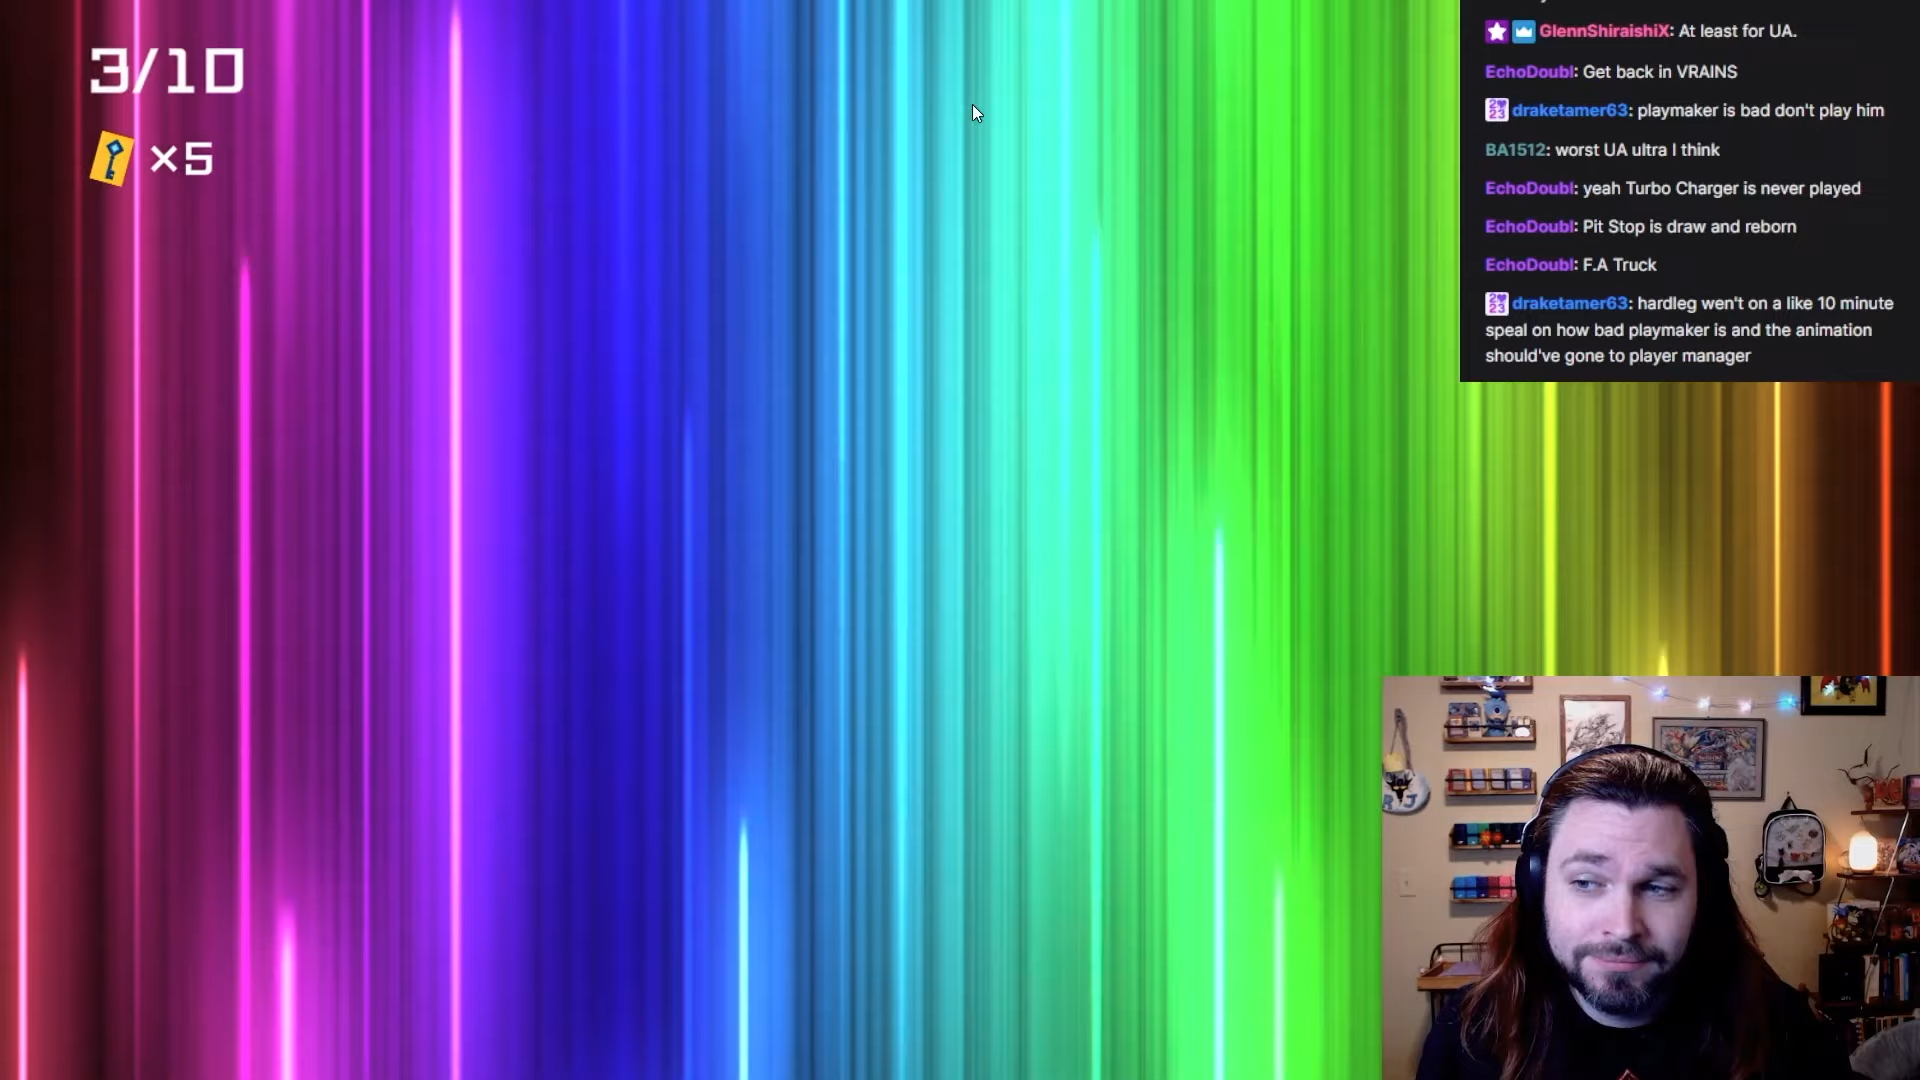 3/10
×5
GlennShiraishiX: At least for UA.
EchoDoubl: Get back in VRAINS
draketamer63: playmaker is bad don't play him
BA1512: worst UA ultra I think
EchoDoubl: yeah Turbo Charger is never played
EchoDoubl: Pit Stop is draw and reborn
EchoDoubl: F.A Truck
draketamer63: hardleg wen't on a like 10 minute
speal on how bad playmaker is and the animation
should've gone to player manager